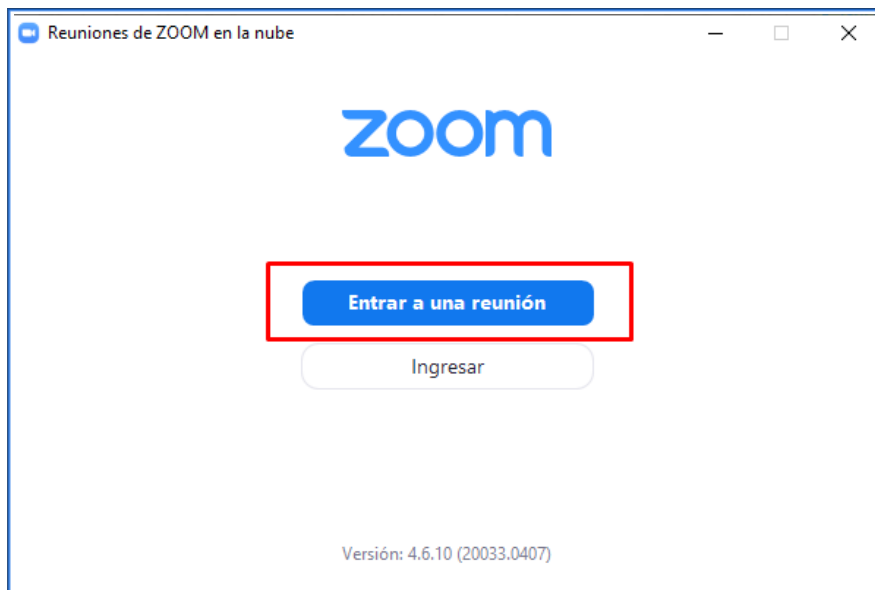 Reuniones de ZOOM en la nube
zoom
Entrar a una reunión
Ingresar
Versión: 4.6.10 (20033.0407)